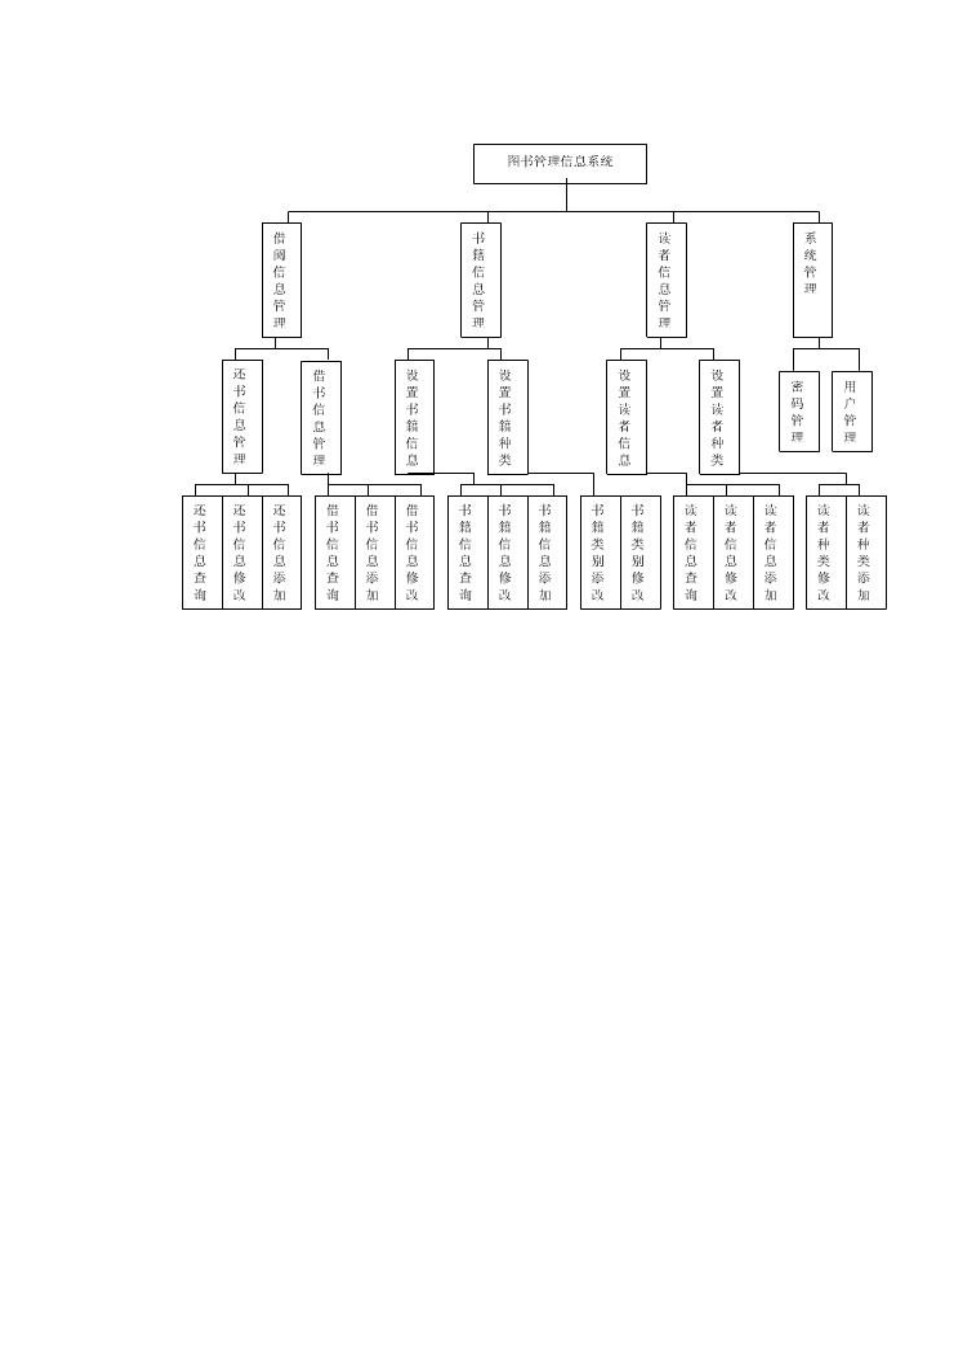 图书管理信息系统
借阅信息管理
书籍信息管理
读者信息管理
系统管理
还书信息管理
借书信息管理
设置书籍信息
设置书籍种类
设置读者信息
设置读者种类
密码管理
用户管理
还书信息查询
还书信息修改
还书信息添加
借书信息查询
借书信息添加
借书信息修改
书籍信息查询
书籍信息修改
书籍信息添加
书籍类别添改
书籍类别修改
读者信息查询
读者信息修改
读者信息添加
读者种类修改
读者种类添加